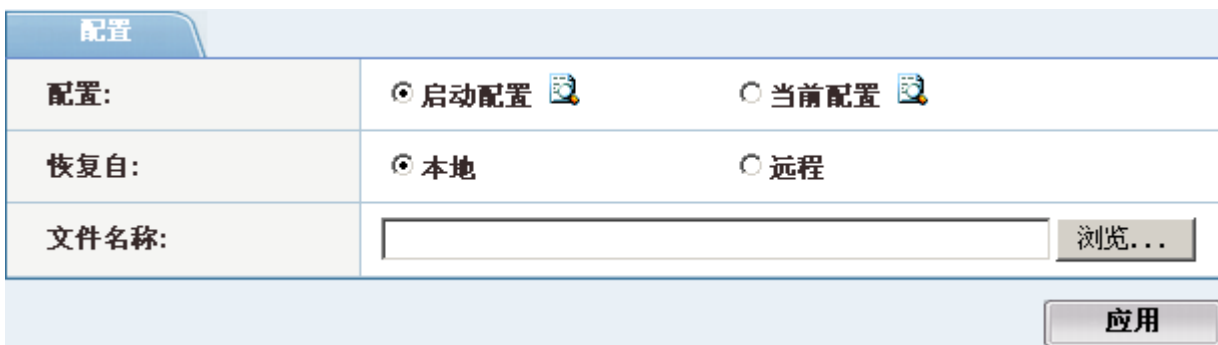 配置
配置: 启动配置 当前配置
恢复自: 本地 远程
文件名称: 浏览...
应用